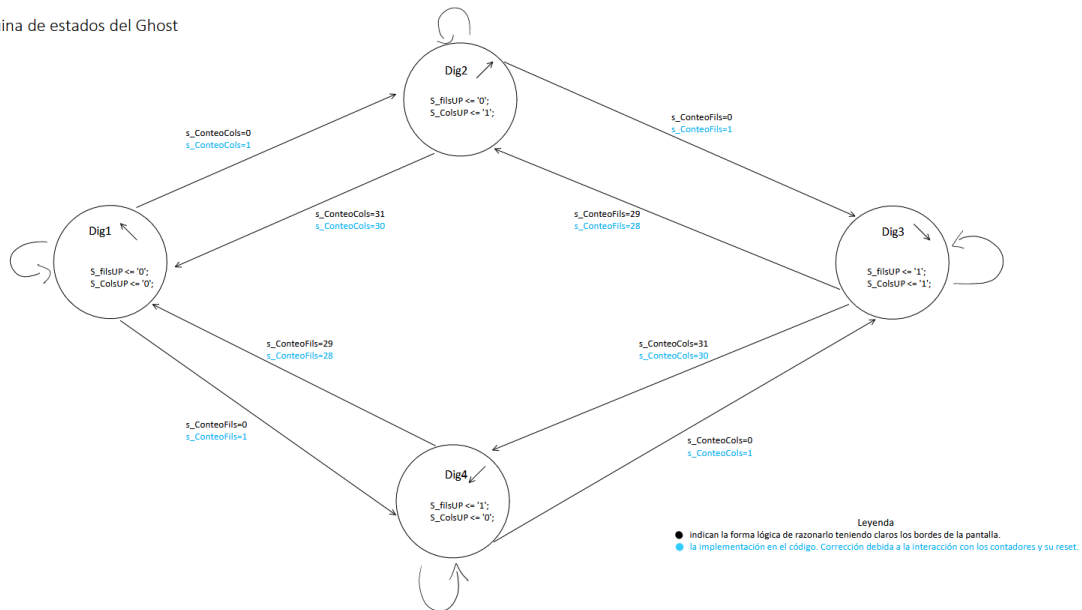 ina de estados del Ghost
Dig2
S_filsUP <= '0';
S_ColsUP <= '1';
s_ConteoCols=0
s_ConteoCols=1
s_ConteoFils=0
s_ConteoFils=1
s_ConteoCols=31
s_ConteoCols=30
s_ConteoFils=29
s_ConteoFils=28
Dig1
S_filsUP <= '0';
S_ColsUP <= '0';
Dig3
S_filsUP <= '1';
S_ColsUP <= '1';
s_ConteoFils=29
s_ConteoFils=28
s_ConteoCols=31
s_ConteoCols=30
s_ConteoFils=0
s_ConteoFils=1
s_ConteoCols=0
s_ConteoCols=1
Dig4
S_filsUP <= '1';
S_ColsUP <= '0';
Leyenda
indican la forma lógica de razonarlo teniendo claros los bordes de la pantalla.
la implementación en el código. Corrección debida a la interacción con los contadores y su reset.